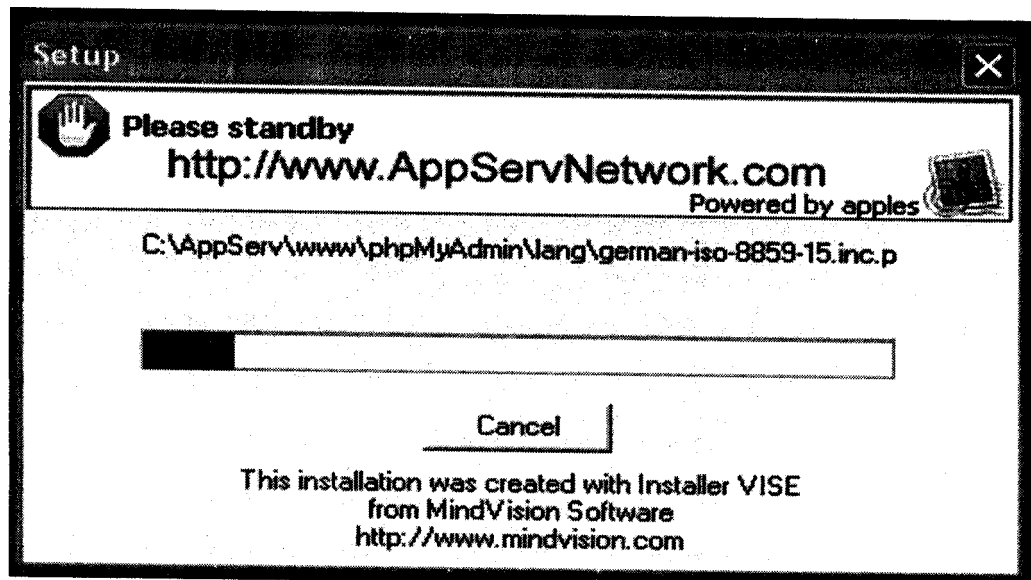 Setup
Please standby
http://www.AppServNetwork.com
Powered by apples
C:\AppServ\www\phpMyAdmin\lang\german-iso-8859-15.inc.p
Cancel
This installation was created with Installer VISE
from MindVision Software
http://www.mindvision.com